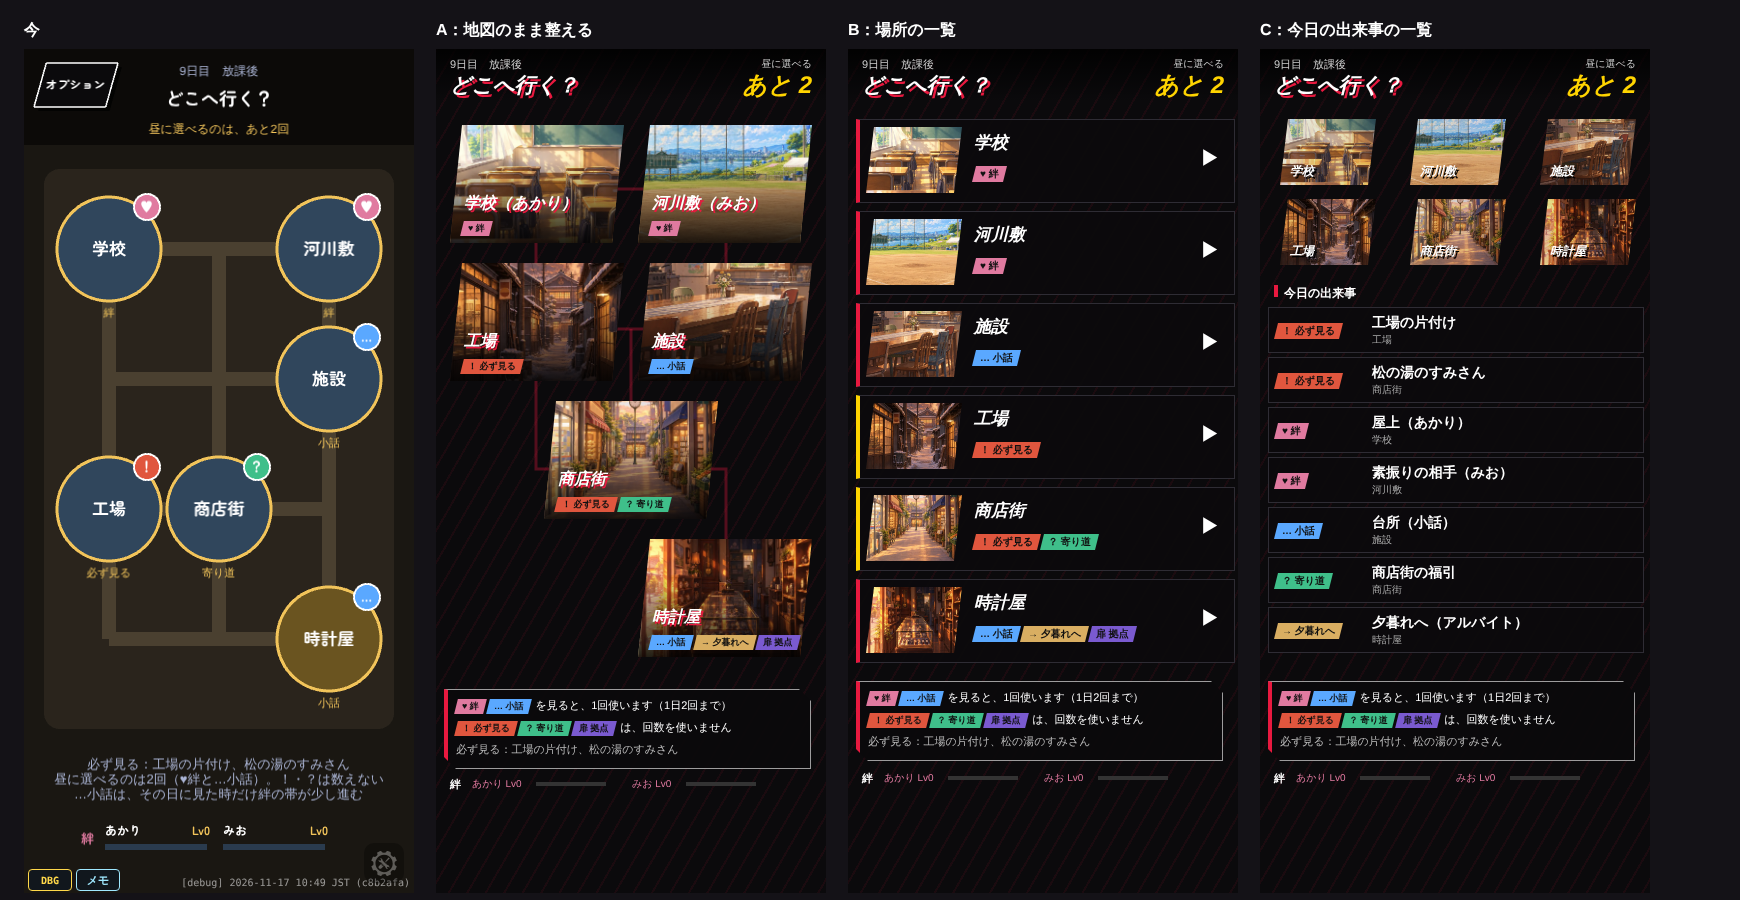 今
オプション
9日目　放課後
どこへ行く？
昼に選べるのは、あと2回
学校
♥
絆
河川敷
♥
絆
施設
…
小話
工場
!
必ず見る
商店街
?
寄り道
時計屋
…
小話
必ず見る：工場の片付け、松の湯のすみさん
昼に選べるのは2回（♥絆と…小話）。！・？は数えない
…小話は、その日に見た時だけ絆の帯が少し進む
絆　あかり Lv0　みお Lv0
DBG　メモ
[debug] 2026-11-17 10:49 JST (c8b2afa)
A：地図のまま整える
9日目　放課後
どこへ行く？
昼に選べる
あと 2
学校（あかり）
♥ 絆
河川敷（みお）
♥ 絆
工場
！ 必ず見る
施設
… 小話
商店街
！ 必ず見る ？ 寄り道
時計屋
… 小話 → 夕暮れへ 扉 拠点
♥ 絆 … 小話 を見ると、1回使います（1日2回まで）
！ 必ず見る ？ 寄り道 扉 拠点 は、回数を使いません
必ず見る：工場の片付け、松の湯のすみさん
絆　あかり Lv0　みお Lv0
B：場所の一覧
9日目　放課後
どこへ行く？
昼に選べる
あと 2
学校
♥ 絆
河川敷
♥ 絆
施設
… 小話
工場
！ 必ず見る
商店街
！ 必ず見る ？ 寄り道
時計屋
… 小話 → 夕暮れへ 扉 拠点
♥ 絆 … 小話 を見ると、1回使います（1日2回まで）
！ 必ず見る ？ 寄り道 扉 拠点 は、回数を使いません
必ず見る：工場の片付け、松の湯のすみさん
絆　あかり Lv0　みお Lv0
C：今日の出来事の一覧
9日目　放課後
どこへ行く？
昼に選べる
あと 2
学校　河川敷　施設
工場　商店街　時計屋
今日の出来事
！ 必ず見る　工場の片付け
工場
！ 必ず見る　松の湯のすみさん
商店街
♥ 絆　屋上（あかり）
学校
♥ 絆　素振りの相手（みお）
河川敷
… 小話　台所（小話）
施設
？ 寄り道　商店街の福引
商店街
→ 夕暮れへ　夕暮れへ（アルバイト）
時計屋
♥ 絆 … 小話 を見ると、1回使います（1日2回まで）
！ 必ず見る ？ 寄り道 扉 拠点 は、回数を使いません
必ず見る：工場の片付け、松の湯のすみさん
絆　あかり Lv0　みお Lv0